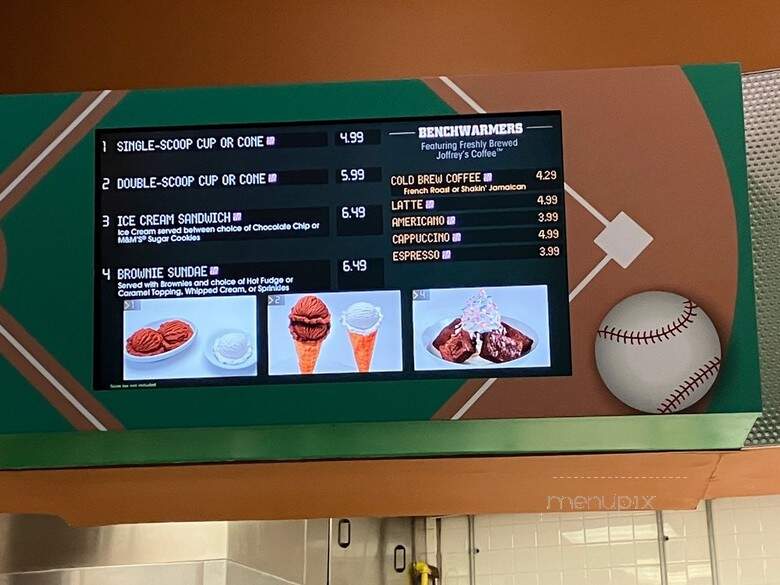 1 SINGLE-SCOOP CUP OR CONE 4.99
2 DOUBLE-SCOOP CUP OR CONE 5.99
3 ICE CREAM SANDWICH 6.49
Ice Cream served between choice of Chocolate Chip or
M&M'S® Sugar Cookies
4 BROWNIE SUNDAE 6.49
Served with Brownies and choice of Hot Fudge or
Caramel Topping, Whipped Cream, or Sprinkles
BENCHWARMERS
Featuring Freshly Brewed
Joffrey's Coffee™
COLD BREW COFFEE 4.29
French Roast or Shakin' Jamaican
LATTE 4.99
AMERICANO 3.99
CAPPUCCINO 4.99
ESPRESSO 3.99
>1
>2
>4
menupix